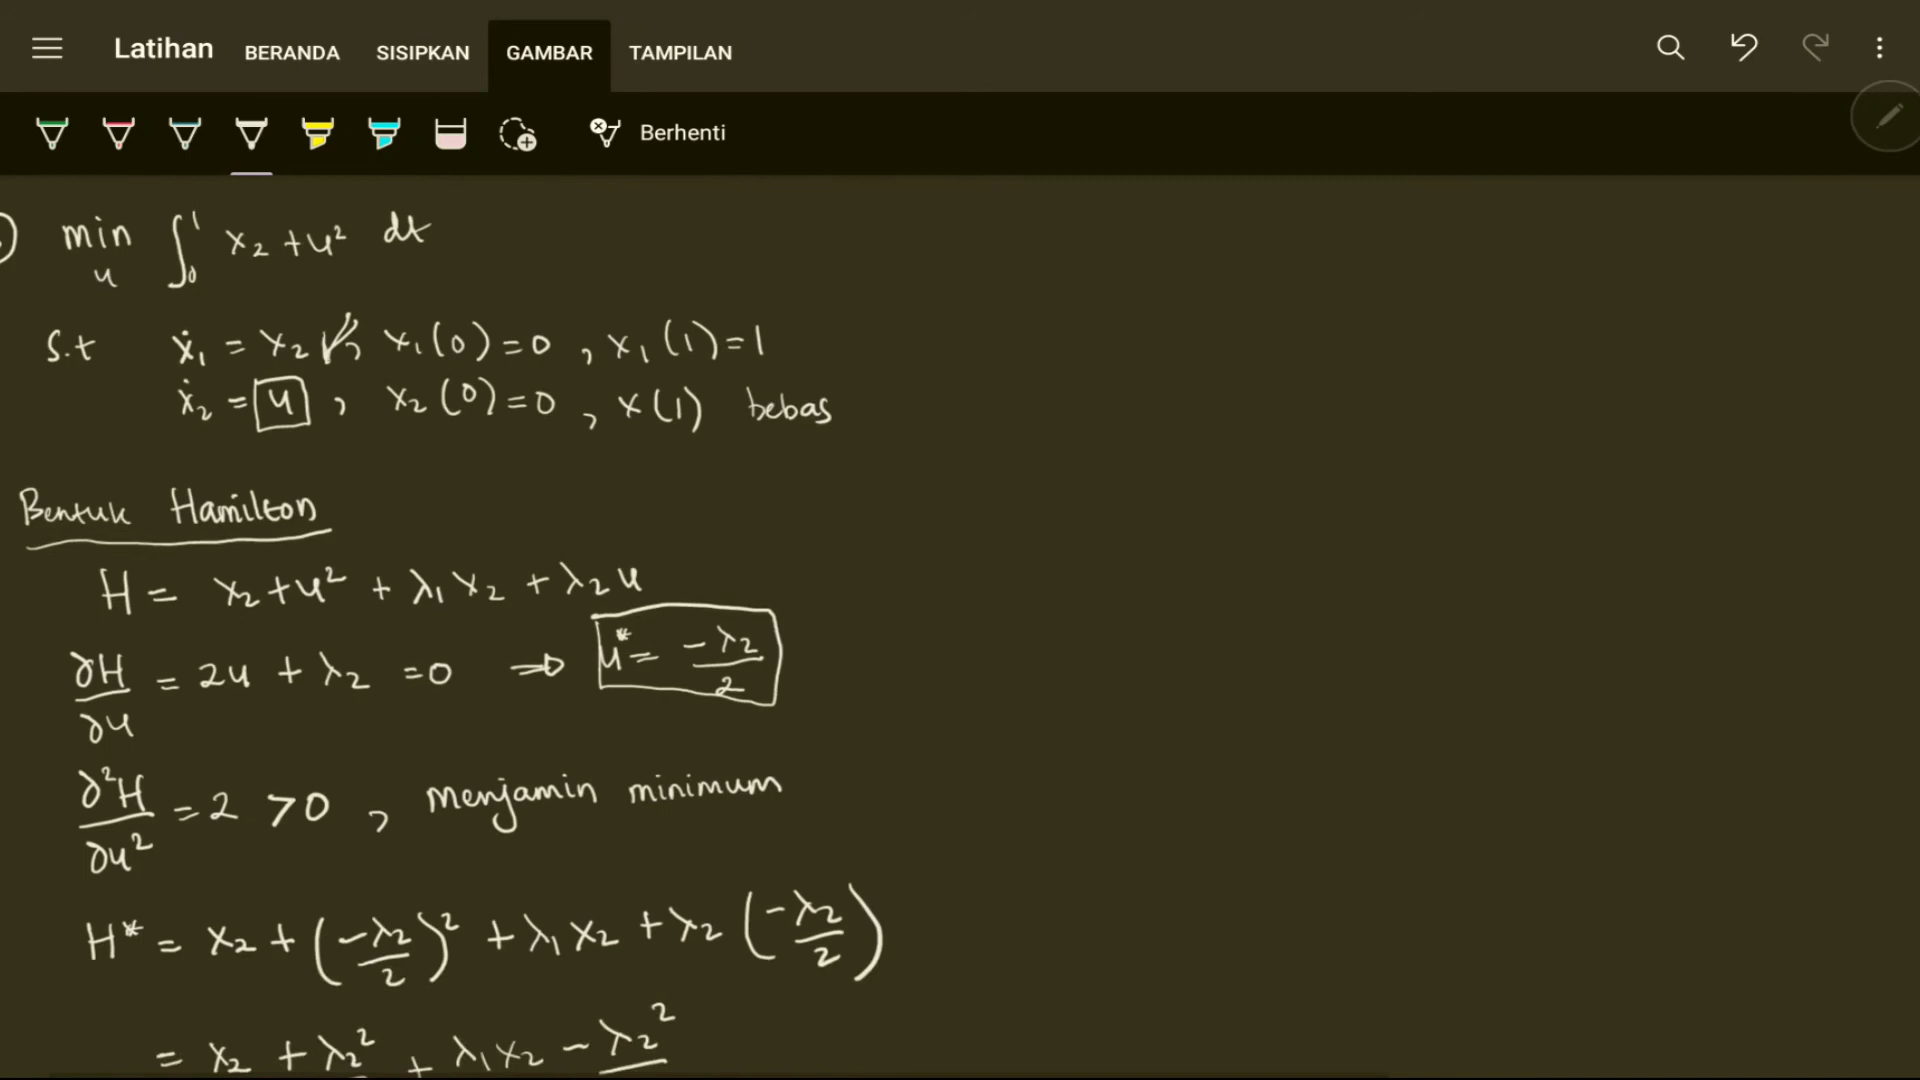 Latihan BERANDA SISIPKAN GAMBAR TAMPILAN
Berhenti
) min u ∫₀¹ x₂ + u² dt
s.t ẋ₁ = x₂ , x₁(0) = 0 , x₁(1) = 1
ẋ₂ = u , x₂(0) = 0 , x(1) bebas
Bentuk Hamilton
H = x₂ + u² + λ₁x₂ + λ₂u
∂H/∂u = 2u + λ₂ = 0 ⇒ u* = -λ₂/2
∂²H/∂u² = 2 > 0 , menjamin minimum
H* = x₂ + (-λ₂/2)² + λ₁x₂ + λ₂(-λ₂/2)
= x₂ + λ₂² + λ₁x₂ - λ₂²